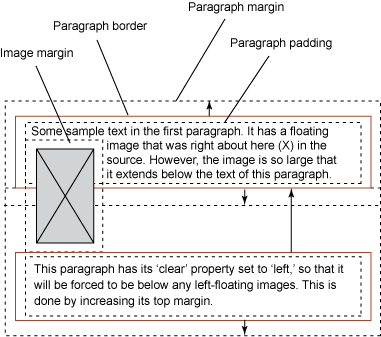 Paragraph margin
Paragraph border
Paragraph padding
Image margin
Some sample text in the first paragraph. It has a floating
image that was right about here (X) in the
source. However, the image is so large that
it extends below the text of this paragraph.
This paragraph has its ‘clear’ property set to ‘left,’ so that it
will be forced to be below any left-floating images. This is
done by increasing its top margin.